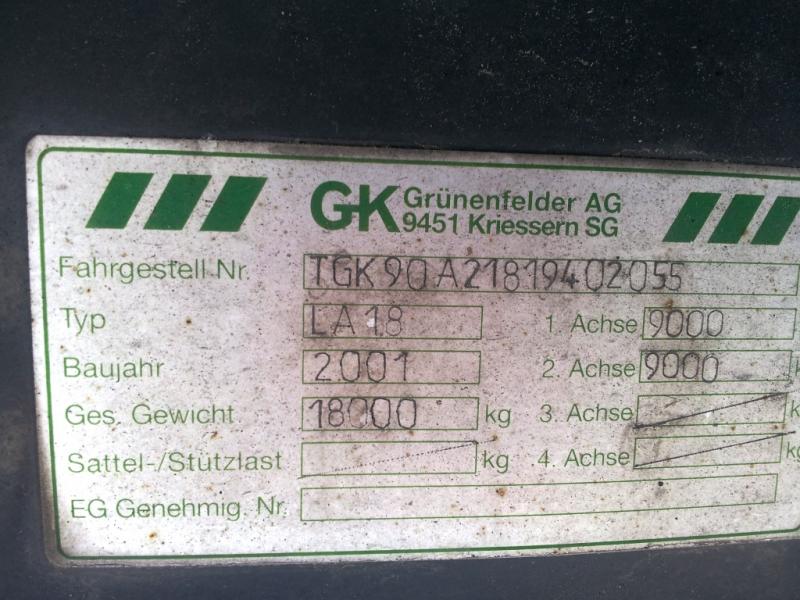 GK Grünenfelder AG
9451 Kriessern SG
Fahrgestell Nr. TGK90A21819402055
Typ LA18 1. Achse 9000
Baujahr 2001 2. Achse 9000
Ges. Gewicht 18000 kg 3. Achse
Sattel-/Stützlast kg 4. Achse
EG Genehmig. Nr.